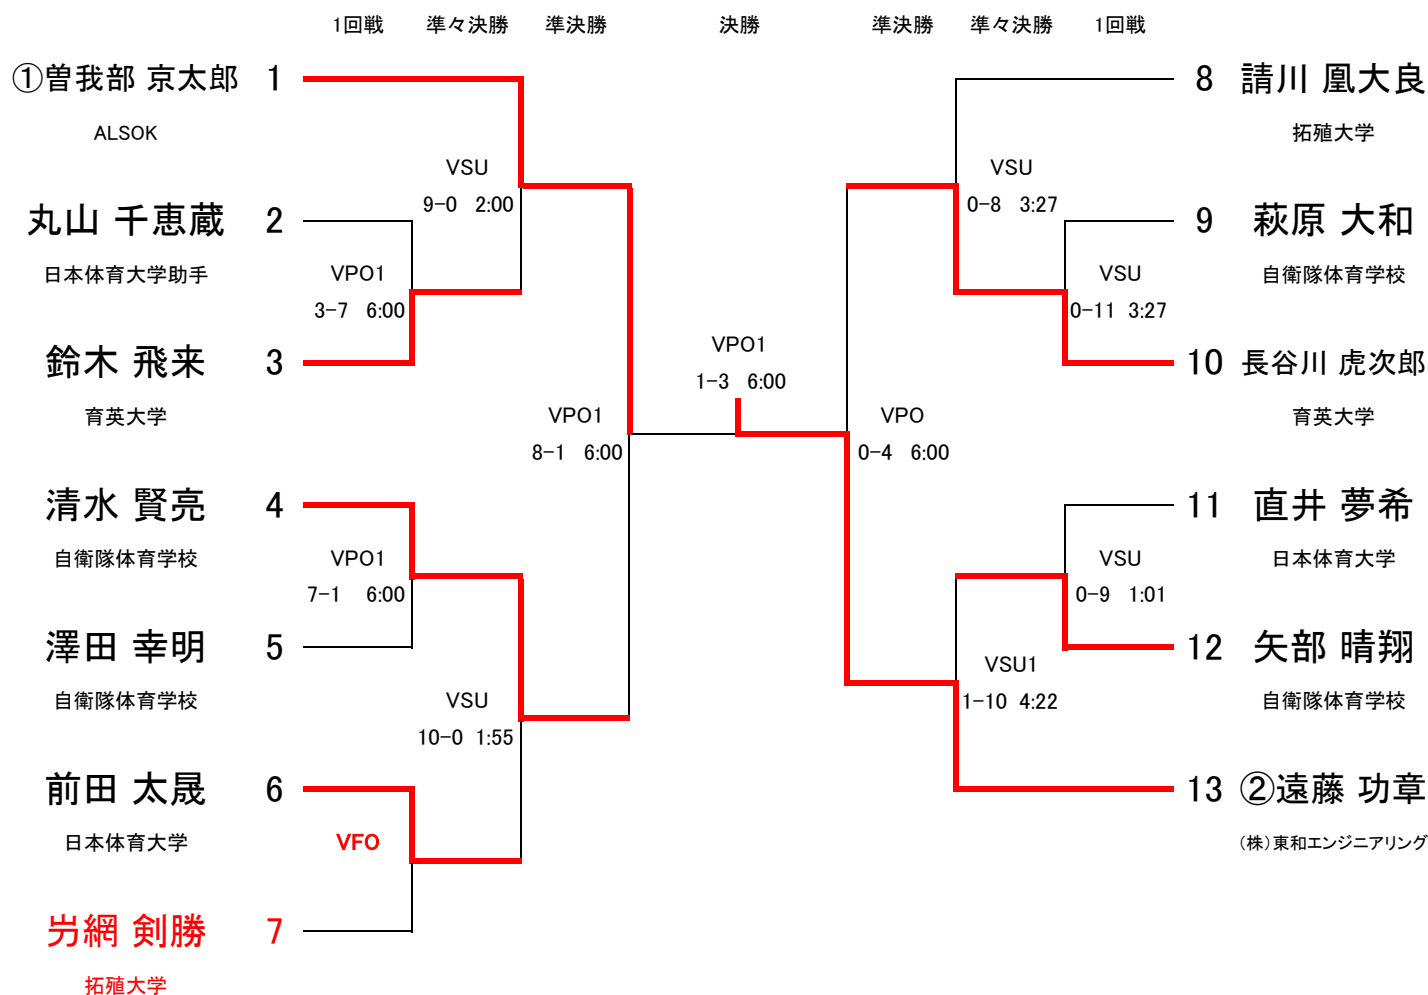 1回戦 準々決勝 準決勝 決勝 準決勝 準々決勝 1回戦
①曽我部 京太郎 1
ALSOK
丸山 千恵蔵 2
日本体育大学助手
鈴木 飛来 3
育英大学
清水 賢亮 4
自衛隊体育学校
澤田 幸明 5
自衛隊体育学校
前田 太晟 6
日本体育大学
屶網 剣勝 7
拓殖大学
VPO1
3-7 6:00
VPO1
7-1 6:00
VFO
VSU
9-0 2:00
VSU
10-0 1:55
VPO1
8-1 6:00
VPO1
1-3 6:00
VPO
0-4 6:00
VSU
0-8 3:27
VSU1
1-10 4:22
VSU
0-11 3:27
VSU
0-9 1:01
8 請川 凰大良
拓殖大学
9 萩原 大和
自衛隊体育学校
10 長谷川 虎次郎
育英大学
11 直井 夢希
日本体育大学
12 矢部 晴翔
自衛隊体育学校
13 ②遠藤 功章
(株)東和エンジニアリング